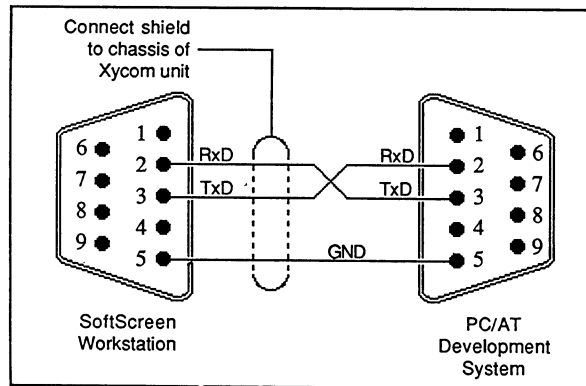 Connect shield
to chassis of
Xycom unit
1
6
2
7
3
8
4
9
5
RxD
TxD
RxD
TxD
GND
1
6
2
7
3
8
4
9
5
SoftScreen
Workstation
PC/AT
Development
System